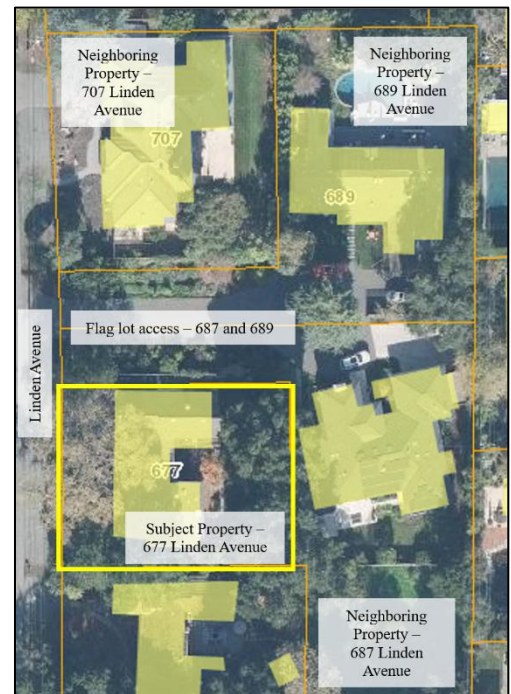 Neighboring
Property –
707 Linden
Avenue
Neighboring
Property –
689 Linden
Avenue
707
689
Flag lot access – 687 and 689
Linden Avenue
677
Subject Property –
677 Linden Avenue
Neighboring
Property –
687 Linden
Avenue